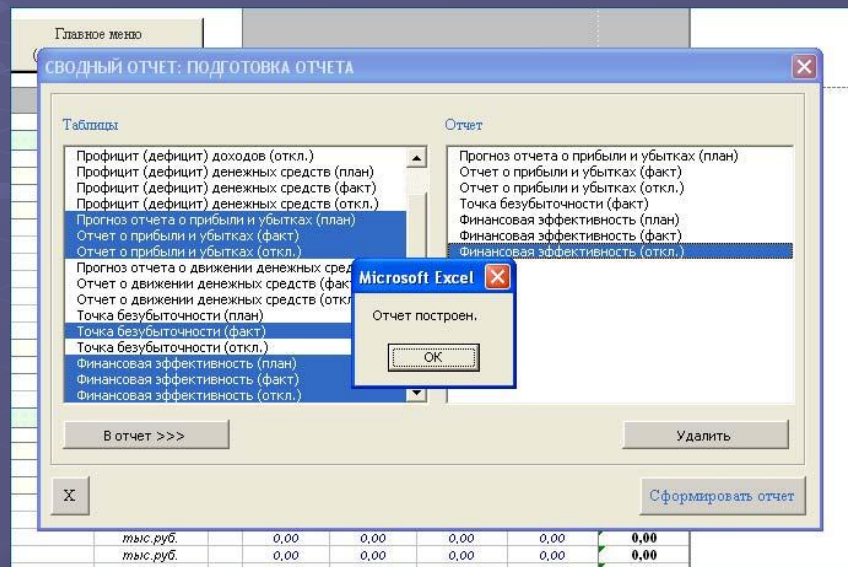 Главное меню
(
СВОДНЫЙ ОТЧЕТ: ПОДГОТОВКА ОТЧЕТА
Таблицы
Профицит (дефицит) доходов (откл.)
Профицит (дефицит) денежных средств (план)
Профицит (дефицит) денежных средств (факт)
Профицит (дефицит) денежных средств (откл.)
Прогноз отчета о прибыли и убытках (план)
Отчет о прибыли и убытках (факт)
Отчет о прибыли и убытках (откл.)
Прогноз отчета о движении денежных сред
Отчет о движении денежных средств (фак
Отчет о движении денежных средств (откл
Точка безубыточности (план)
Точка безубыточности (факт)
Точка безубыточности (откл.)
Финансовая эффективность (план)
Финансовая эффективность (факт)
Финансовая эффективность (откл.)
В отчет >>>
Отчет
Прогноз отчета о прибыли и убытках (план)
Отчет о прибыли и убытках (факт)
Отчет о прибыли и убытках (откл.)
Точка безубыточности (факт)
Финансовая эффективность (план)
Финансовая эффективность (факт)
Финансовая эффективность (откл.)
Удалить
Microsoft Excel
Отчет построен.
OK
X
Сформировать отчет
тыс.руб. 0,00 0,00 0,00 0,00 0,00
тыс.руб. 0,00 0,00 0,00 0,00 0,00